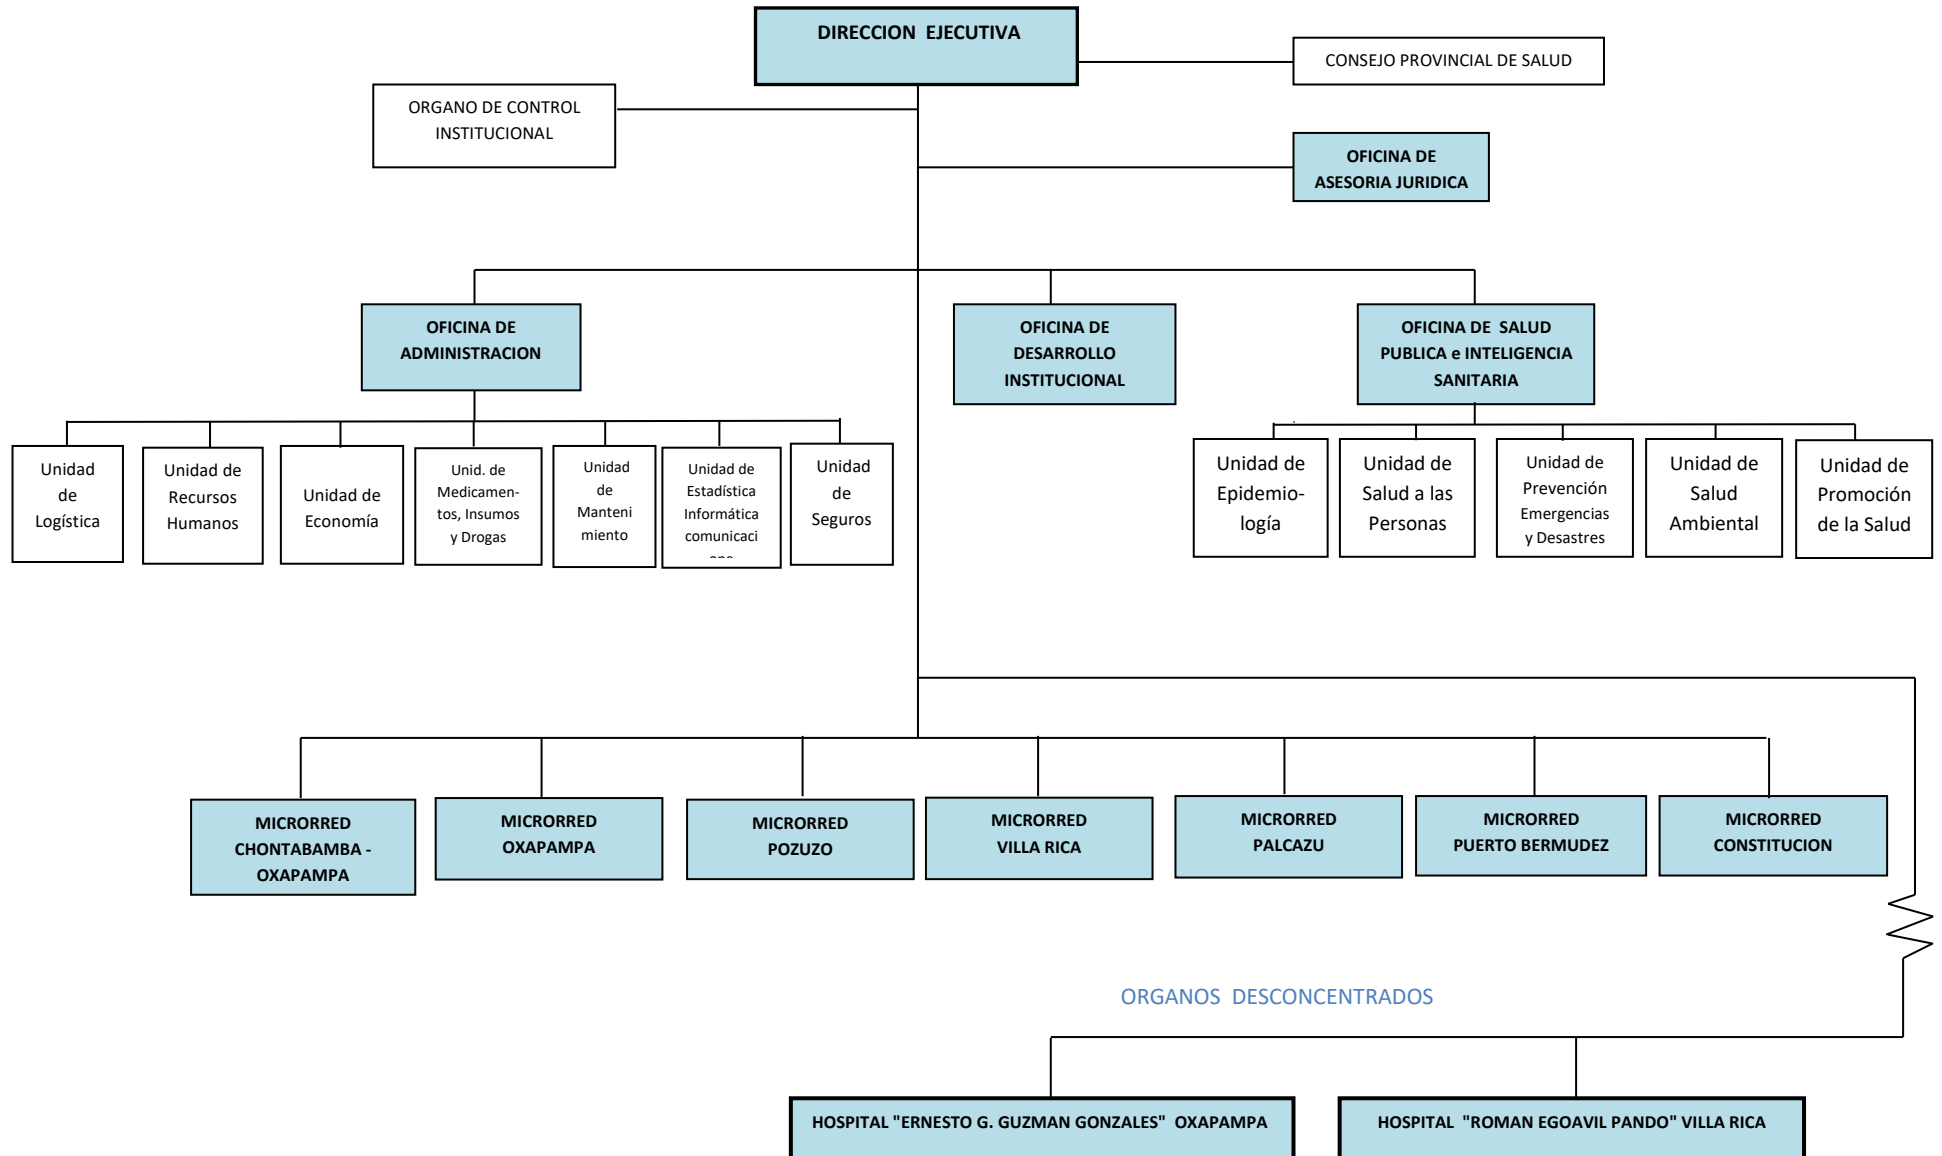 DIRECCION EJECUTIVA
CONSEJO PROVINCIAL DE SALUD
ORGANO DE CONTROL
INSTITUCIONAL
OFICINA DE
ASESORIA JURIDICA
OFICINA DE
ADMINISTRACION
OFICINA DE
DESARROLLO
INSTITUCIONAL
OFICINA DE SALUD
PUBLICA e INTELIGENCIA
SANITARIA
Unidad
de
Logística
Unidad de
Recursos
Humanos
Unidad de
Economía
Unid. de
Medicamen-
tos, Insumos
y Drogas
Unidad
de
Manteni
miento
Unidad de
Estadística
Informática
comunicaci
Unidad
de
Seguros
Unidad de
Epidemio-
logía
Unidad de
Salud a las
Personas
Unidad de
Prevención
Emergencias
y Desastres
Unidad de
Salud
Ambiental
Unidad de
Promoción
de la Salud
MICRORRED
CHONTABAMBA -
OXAPAMPA
MICRORRED
OXAPAMPA
MICRORRED
POZUZO
MICRORRED
VILLA RICA
MICRORRED
PALCAZU
MICRORRED
PUERTO BERMUDEZ
MICRORRED
CONSTITUCION
ORGANOS DESCONCENTRADOS
HOSPITAL "ERNESTO G. GUZMAN GONZALES" OXAPAMPA
HOSPITAL "ROMAN EGOAVIL PANDO" VILLA RICA